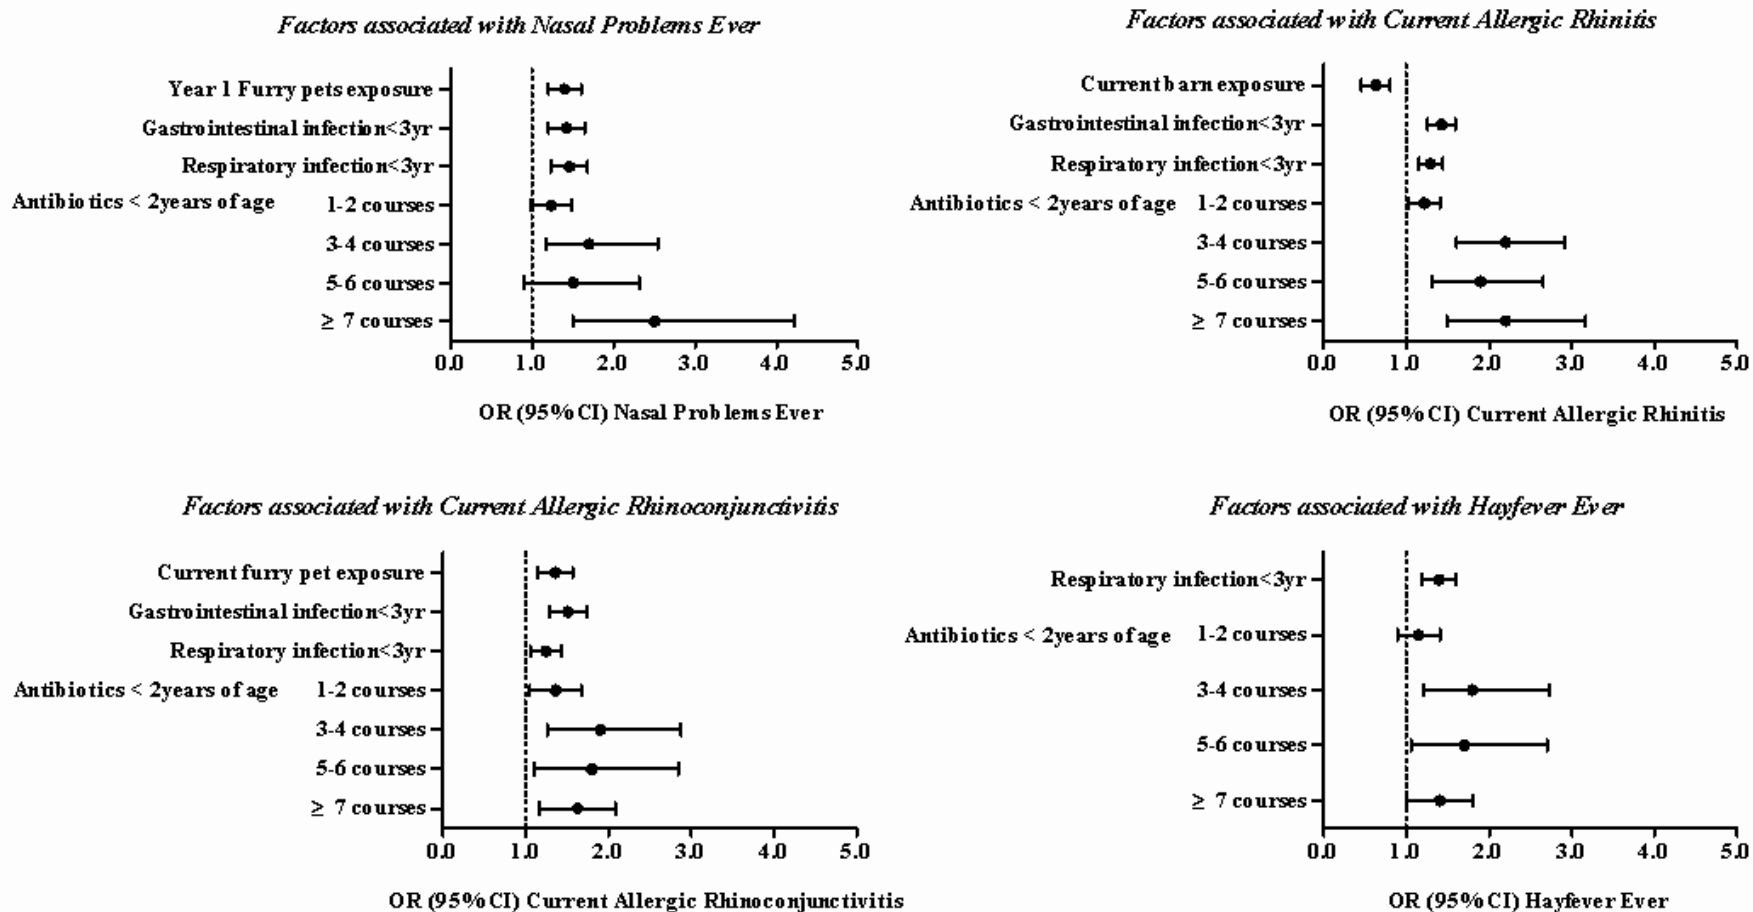 Factors associated with Nasal Problems Ever
Year 1 Furry pets exposure
Gastrointestinal infection<3yr
Respiratory infection<3yr
Antibiotics < 2years of age 1-2 courses
3-4 courses
5-6 courses
≥ 7 courses
0.0 1.0 2.0 3.0 4.0 5.0
OR (95%CI) Nasal Problems Ever
Factors associated with Current Allergic Rhinitis
Current barn exposure
Gastrointestinal infection<3yr
Respiratory infection<3yr
Antibiotics < 2years of age 1-2 courses
3-4 courses
5-6 courses
≥ 7 courses
0.0 1.0 2.0 3.0 4.0 5.0
OR (95%CI) Current Allergic Rhinitis
Factors associated with Current Allergic Rhinoconjunctivitis
Current furry pet exposure
Gastrointestinal infection<3yr
Respiratory infection<3yr
Antibiotics < 2years of age 1-2 courses
3-4 courses
5-6 courses
≥ 7 courses
0.0 1.0 2.0 3.0 4.0 5.0
OR (95%CI) Current Allergic Rhinoconjunctivitis
Factors associated with Hayfever Ever
Respiratory infection<3yr
Antibiotics < 2years of age 1-2 courses
3-4 courses
5-6 courses
≥ 7 courses
0.0 1.0 2.0 3.0 4.0 5.0
OR (95%CI) Hayfever Ever